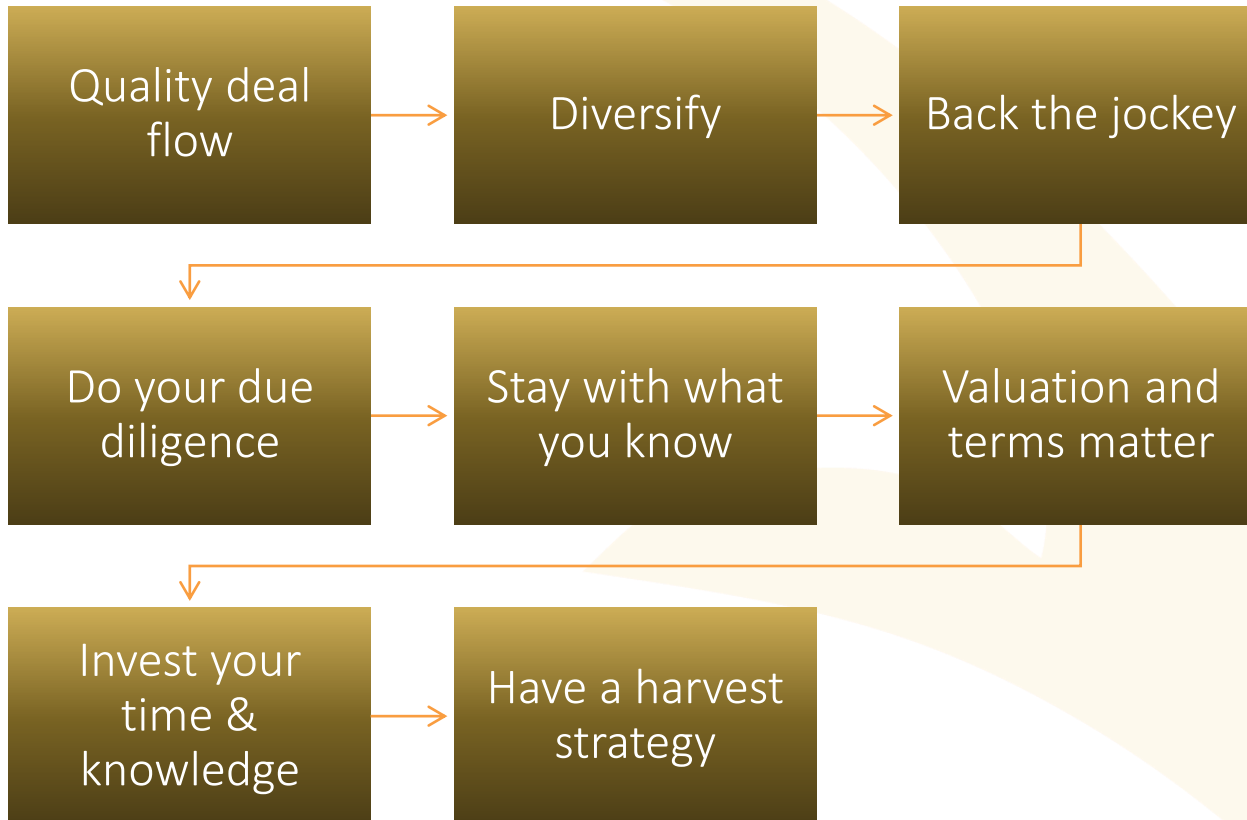 Quality deal
flow
Diversify
Back the jockey
Do your due
diligence
Stay with what
you know
Valuation and
terms matter
Invest your
time &
knowledge
Have a harvest
strategy